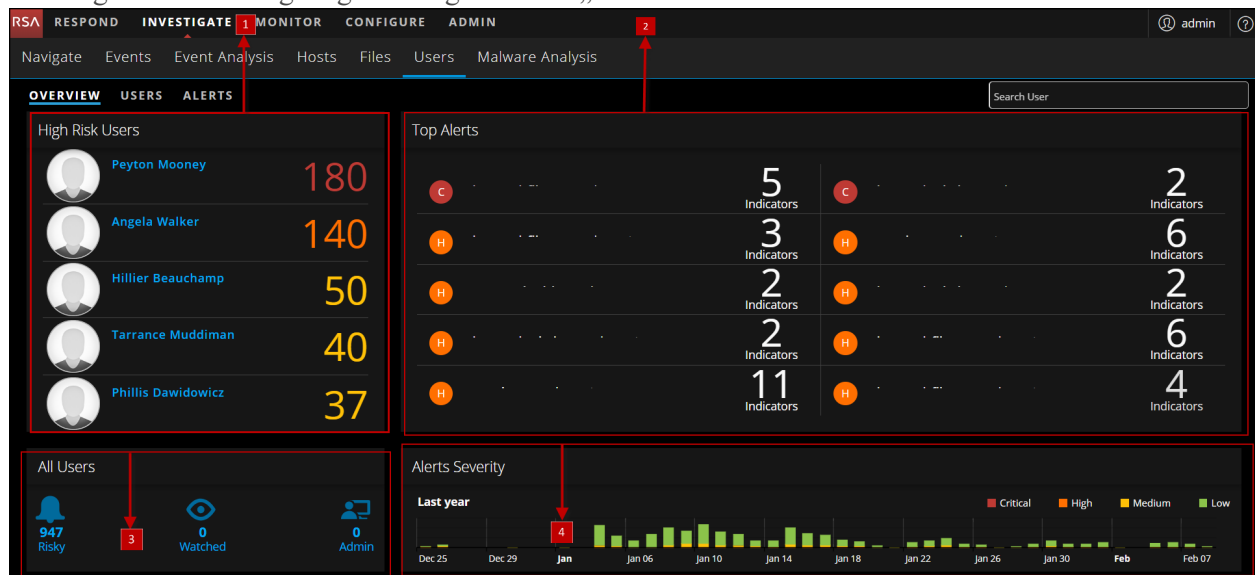 RSA RESPOND INVESTIGATE 1 MONITOR CONFIGURE ADMIN 2 admin ?
Navigate Events Event Analysis Hosts Files Users Malware Analysis
OVERVIEW USERS ALERTS Search User
High Risk Users
Peyton Mooney 180
Angela Walker 140
Hillier Beauchamp 50
Tarrance Muddiman 40
Phillis Dawidowicz 37
Top Alerts
C 5 Indicators C 2 Indicators
H 3 Indicators H 6 Indicators
H 2 Indicators H 2 Indicators
H 2 Indicators H 6 Indicators
H 11 Indicators H 4 Indicators
All Users
947 3 0 0
Risky Watched Admin
Alerts Severity
Last year Critical High Medium Low
4
Dec 25 Dec 29 Jan Jan 06 Jan 10 Jan 14 Jan 18 Jan 22 Jan 26 Jan 30 Feb Feb 07